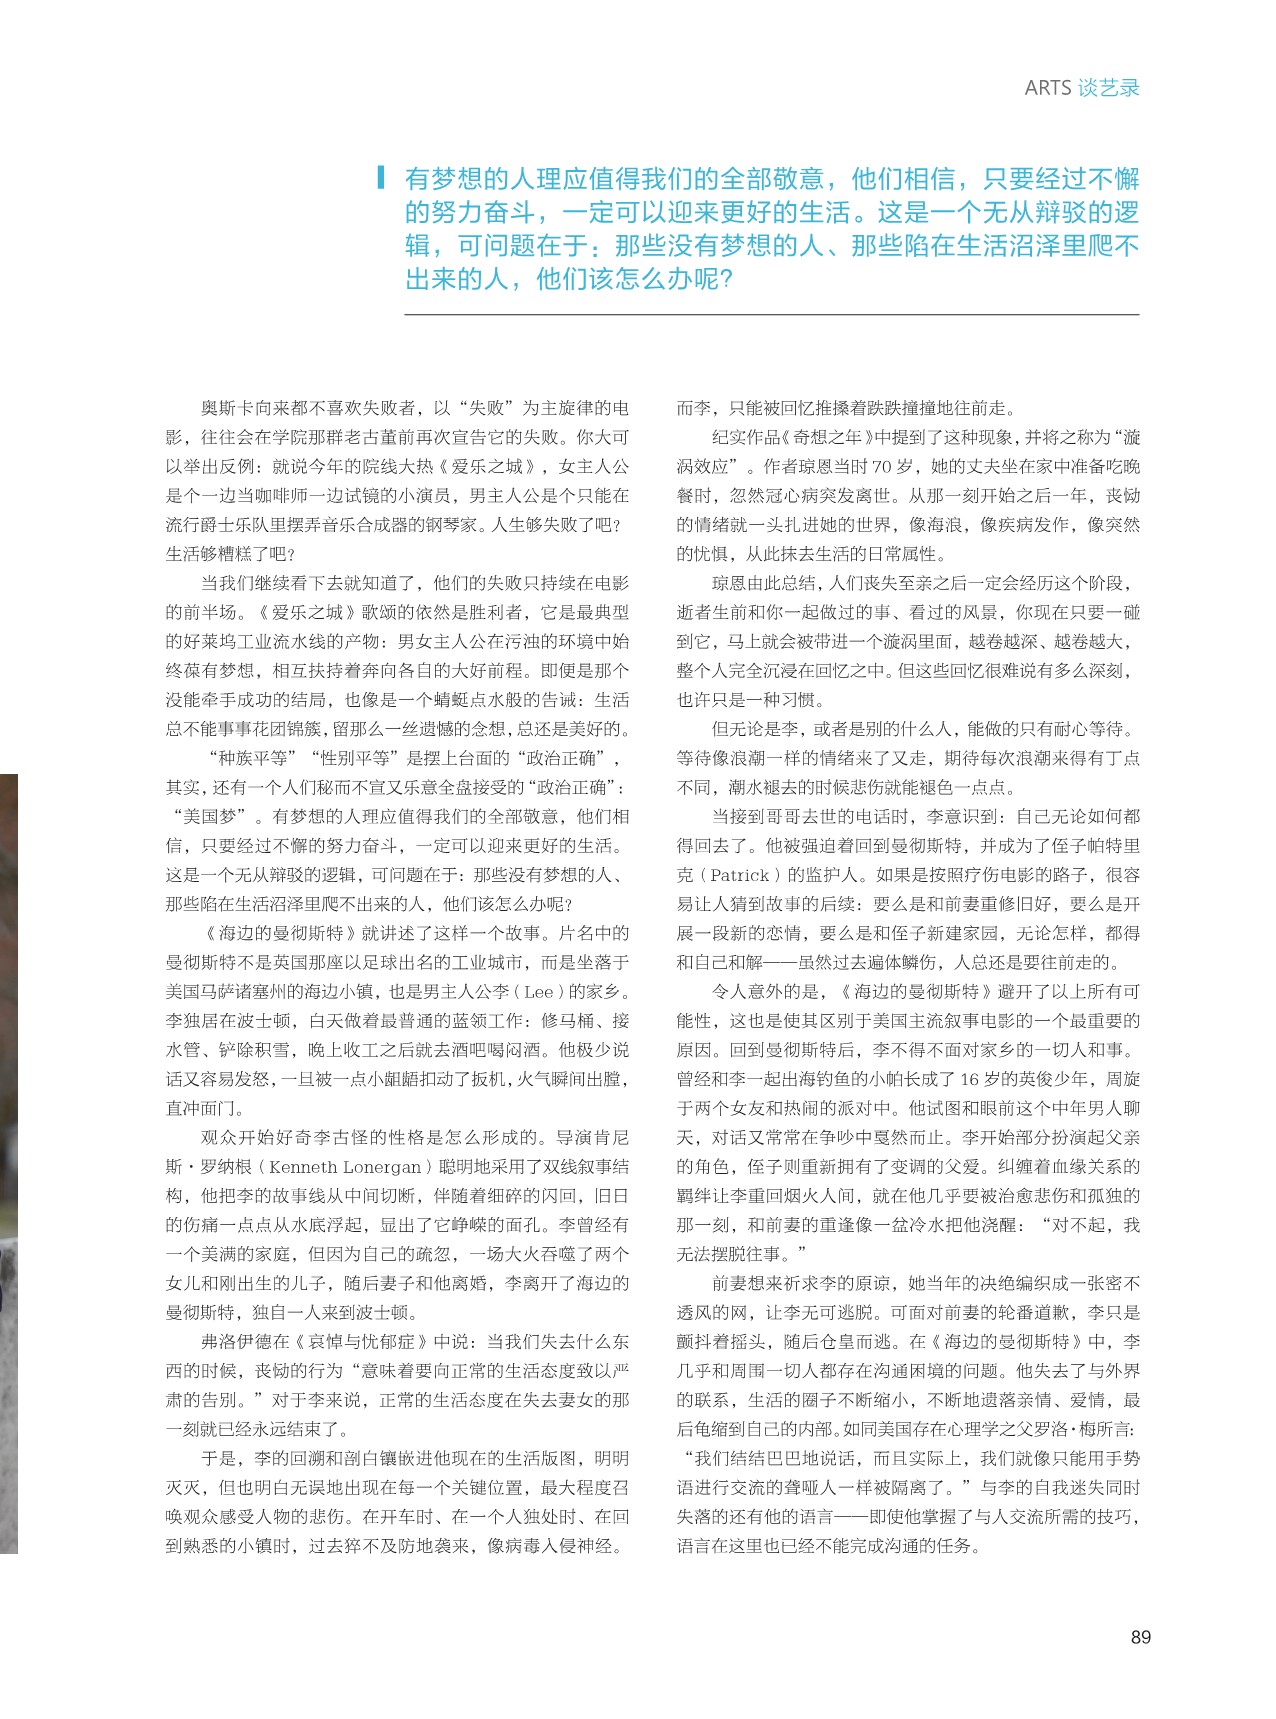 ARTS 谈艺录
有梦想的人理应值得我们的全部敬意，他们相信，只要经过不懈
的努力奋斗，一定可以迎来更好的生活。这是一个无从辩驳的逻
辑，可问题在于：那些没有梦想的人、那些陷在生活沼泽里爬不
出来的人，他们该怎么办呢？
奥斯卡向来都不喜欢失败者，以“失败”为主旋律的电
影，往往会在学院那群老古董前再次宣告它的失败。你大可
以举出反例：就说今年的院线大热《爱乐之城》，女主人公
是个一边当咖啡师一边试镜的小演员，男主人公是个只能在
流行爵士乐队里摆弄音乐合成器的钢琴家。人生够失败了吧？
生活够糟糕了吧？
当我们继续看下去就知道了，他们的失败只持续在电影
的前半场。《爱乐之城》歌颂的依然是胜利者，它是最典型
的好莱坞工业流水线的产物：男女主人公在污浊的环境中始
终葆有梦想，相互扶持着奔向各自的大好前程。即便是那个
没能牵手成功的结局，也像是一个蜻蜓点水般的告诫：生活
总不能事事花团锦簇，留那么一丝遗憾的念想，总还是美好的。
“种族平等”“性别平等”是摆上台面的“政治正确”，
其实，还有一个人们秘而不宣又乐意全盘接受的“政治正确”：
“美国梦”。有梦想的人理应值得我们的全部敬意，他们相
信，只要经过不懈的努力奋斗，一定可以迎来更好的生活。
这是一个无从辩驳的逻辑，可问题在于：那些没有梦想的人、
那些陷在生活沼泽里爬不出来的人，他们该怎么办呢？
《海边的曼彻斯特》就讲述了这样一个故事。片名中的
曼彻斯特不是英国那座以足球出名的工业城市，而是坐落于
美国马萨诸塞州的海边小镇，也是男主人公李（Lee）的家乡。
李独居在波士顿，白天做着最普通的蓝领工作：修马桶、接
水管、铲除积雪，晚上收工之后就去酒吧喝闷酒。他极少说
话又容易发怒，一旦被一点小龃龉扣动了扳机，火气瞬间出膛，
直冲面门。
观众开始好奇李古怪的性格是怎么形成的。导演肯尼
斯·罗纳根（Kenneth Lonergan）聪明地采用了双线叙事结
构，他把李的故事线从中间切断，伴随着细碎的闪回，旧日
的伤痛一点点从水底浮起，显出了它峥嵘的面孔。李曾经有
一个美满的家庭，但因为自己的疏忽，一场大火吞噬了两个
女儿和刚出生的儿子，随后妻子和他离婚，李离开了海边的
曼彻斯特，独自一人来到波士顿。
弗洛伊德在《哀悼与忧郁症》中说：当我们失去什么东
西的时候，丧恸的行为“意味着要向正常的生活态度致以严
肃的告别。”对于李来说，正常的生活态度在失去妻女的那
一刻就已经永远结束了。
于是，李的回溯和剖白镶嵌进他现在的生活版图，明明
灭灭，但也明白无误地出现在每一个关键位置，最大程度召
唤观众感受人物的悲伤。在开车时、在一个人独处时、在回
到熟悉的小镇时，过去猝不及防地袭来，像病毒入侵神经。
而李，只能被回忆推搡着跌跌撞撞地往前走。
纪实作品《奇想之年》中提到了这种现象，并将之称为“漩
涡效应”。作者琼恩当时 70 岁，她的丈夫坐在家中准备吃晚
餐时，忽然冠心病突发离世。从那一刻开始之后一年，丧恸
的情绪就一头扎进她的世界，像海浪，像疾病发作，像突然
的忧惧，从此抹去生活的日常属性。
琼恩由此总结，人们丧失至亲之后一定会经历这个阶段，
逝者生前和你一起做过的事、看过的风景，你现在只要一碰
到它，马上就会被带进一个漩涡里面，越卷越深、越卷越大，
整个人完全沉浸在回忆之中。但这些回忆很难说有多么深刻，
也许只是一种习惯。
但无论是李，或者是别的什么人，能做的只有耐心等待。
等待像浪潮一样的情绪来了又走，期待每次浪潮来得有丁点
不同，潮水褪去的时候悲伤就能褪色一点点。
当接到哥哥去世的电话时，李意识到：自己无论如何都
得回去了。他被强迫着回到曼彻斯特，并成为了侄子帕特里
克（Patrick）的监护人。如果是按照疗伤电影的路子，很容
易让人猜到故事的后续：要么是和前妻重修旧好，要么是开
展一段新的恋情，要么是和侄子新建家园，无论怎样，都得
和自己和解——虽然过去遍体鳞伤，人总还是要往前走的。
令人意外的是，《海边的曼彻斯特》避开了以上所有可
能性，这也是使其区别于美国主流叙事电影的一个最重要的
原因。回到曼彻斯特后，李不得不面对家乡的一切人和事。
曾经和李一起出海钓鱼的小帕长成了 16 岁的英俊少年，周旋
于两个女友和热闹的派对中。他试图和眼前这个中年男人聊
天，对话又常常在争吵中戛然而止。李开始部分扮演起父亲
的角色，侄子则重新拥有了变调的父爱。纠缠着血缘关系的
羁绊让李重回烟火人间，就在他几乎要被治愈悲伤和孤独的
那一刻，和前妻的重逢像一盆冷水把他浇醒：“对不起，我
无法摆脱往事。”
前妻想来祈求李的原谅，她当年的决绝编织成一张密不
透风的网，让李无可逃脱。可面对前妻的轮番道歉，李只是
颤抖着摇头，随后仓皇而逃。在《海边的曼彻斯特》中，李
几乎和周围一切人都存在沟通困境的问题。他失去了与外界
的联系，生活的圈子不断缩小，不断地遗落亲情、爱情，最
后龟缩到自己的内部。如同美国存在心理学之父罗洛·梅所言：
“我们结结巴巴地说话，而且实际上，我们就像只能用手势
语进行交流的聋哑人一样被隔离了。”与李的自我迷失同时
失落的还有他的语言——即使他掌握了与人交流所需的技巧，
语言在这里也已经不能完成沟通的任务。
89